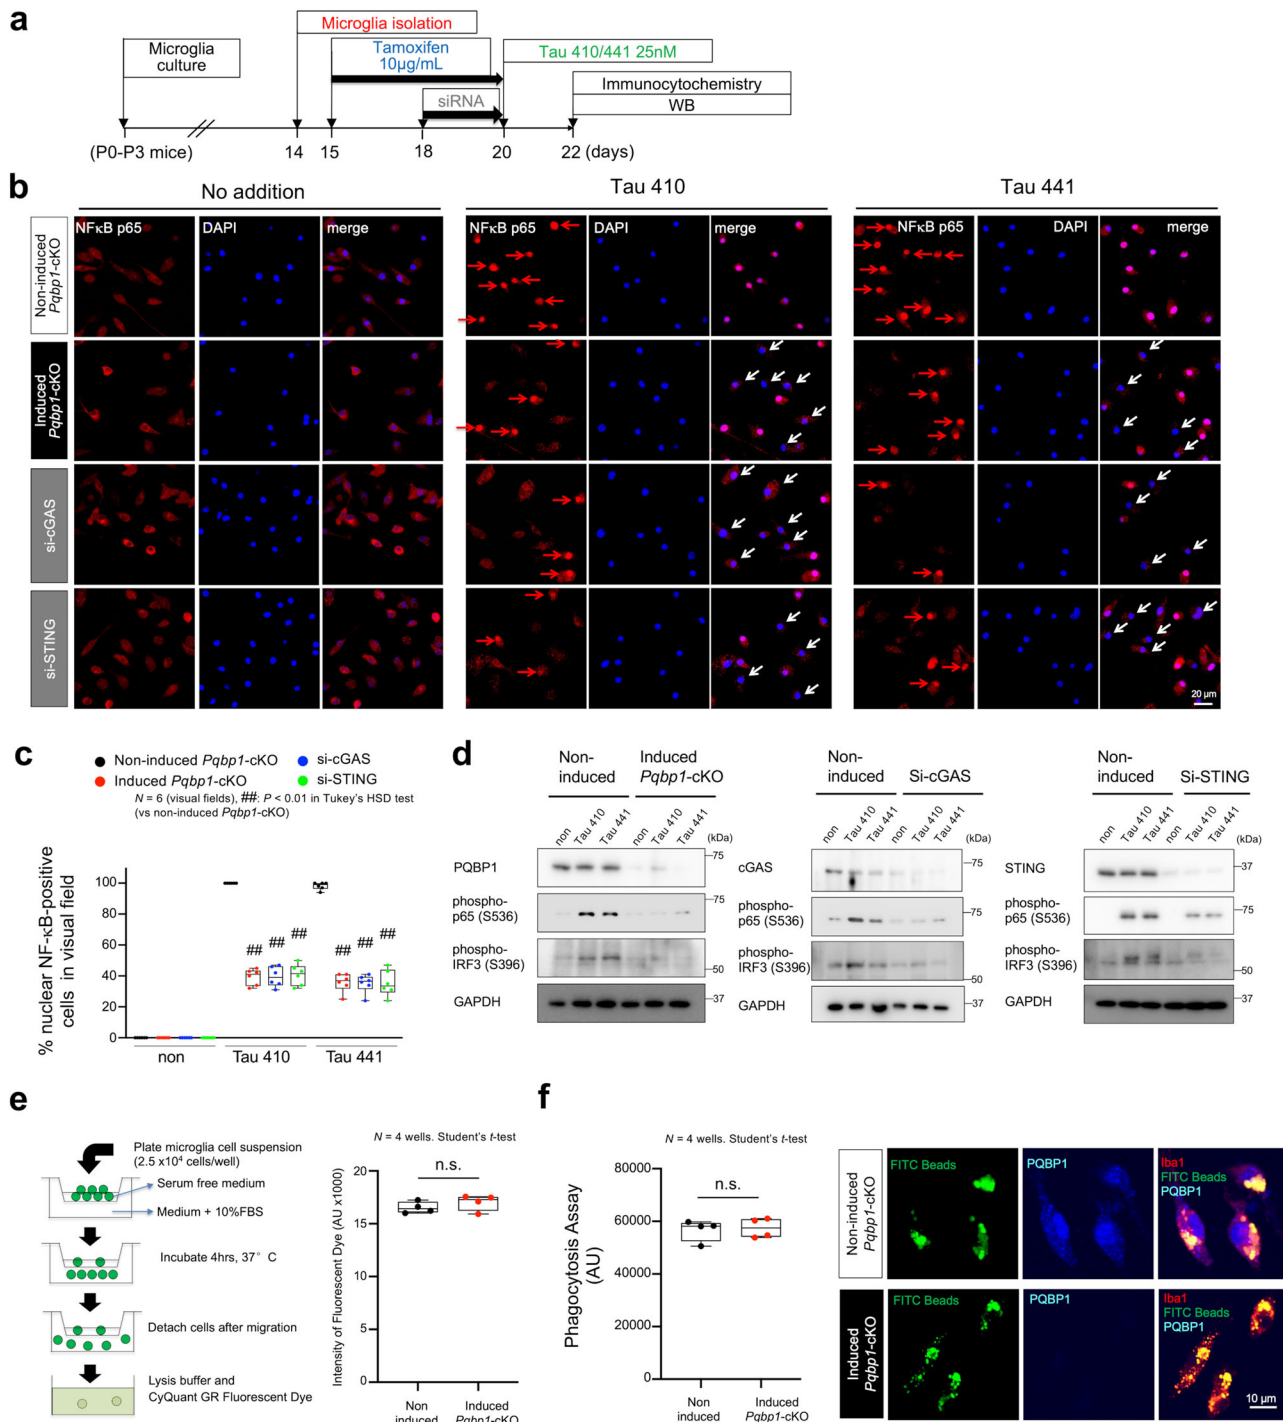 a
Microglia isolation
Microglia
culture
Tamoxifen
10µg/mL
Tau 410/441 25nM
siRNA
Immunocytochemistry
WB
(P0-P3 mice)
14
15
18
20
22 (days)
b
No addition
Tau 410
Tau 441
Non-induced
Pqbp1-cKO
NFκB p65
DAPI
merge
NFκB p65
DAPI
merge
NFκB p65
DAPI
merge
Induced
Pqbp1-cKO
si-cGAS
si-STING
20 µm
c
Non-induced Pqbp1-cKO
si-cGAS
Induced Pqbp1-cKO
si-STING
N = 6 (visual fields), ##: P < 0.01 in Tukey's HSD test
(vs non-induced Pqbp1-cKO)
% nuclear NF-κB-positive
cells in visual field
100
80
60
40
20
0
## ## ##
## ## ##
non
Tau 410
Tau 441
d
Non-
induced
Induced
Pqbp1-cKO
non
Tau 410
Tau 441
non
Tau 410
Tau 441
(kDa)
PQBP1
75
phospho-
p65 (S536)
75
phospho-
IRF3 (S396)
50
GAPDH
37
Non-
induced
Si-cGAS
non
Tau 410
Tau 441
non
Tau 410
Tau 441
(kDa)
cGAS
75
phospho-
p65 (S536)
75
phospho-
IRF3 (S396)
50
GAPDH
37
Non-
induced
Si-STING
non
Tau 410
Tau 441
non
Tau 410
Tau 441
(kDa)
STING
37
phospho-
p65 (S536)
75
phospho-
IRF3 (S396)
50
GAPDH
37
e
Plate microglia cell suspension
(2.5 x10⁴ cells/well)
Serum free medium
Medium + 10%FBS
Incubate 4hrs, 37° C
Detach cells after migration
Lysis buffer and
CyQuant GR Fluorescent Dye
N = 4 wells. Student's t-test
n.s.
Intensity of Fluorescent Dye (AU x1000)
20
15
10
5
0
Non
induced
Induced
Pqbp1-cKO
f
N = 4 wells. Student's t-test
n.s.
Phagocytosis Assay
(AU)
80000
60000
40000
20000
0
Non
induced
Induced
Pqbp1-cKO
Non-induced
Pqbp1-cKO
FITC Beads
PQBP1
Iba1
FITC Beads
PQBP1
Induced
Pqbp1-cKO
FITC Beads
PQBP1
Iba1
FITC Beads
PQBP1
10 µm